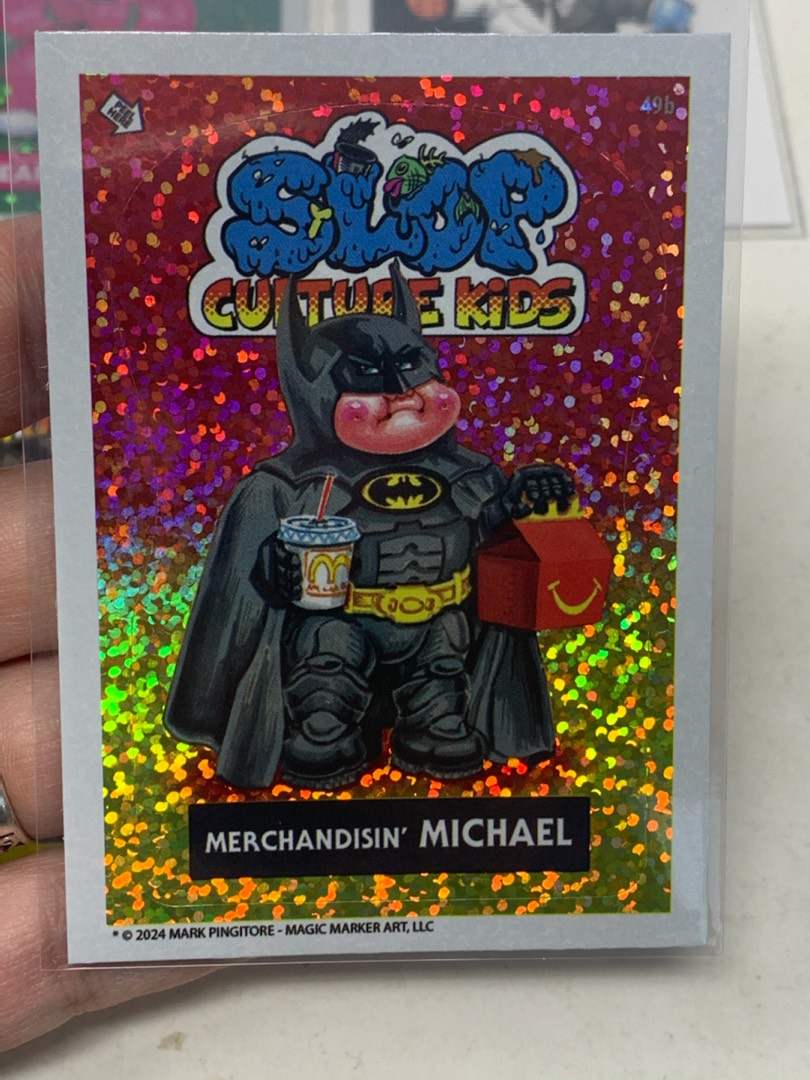 PEEL HERE
49b
SLOP
CULTURE KIDS
MERCHANDISIN' MICHAEL
* © 2024 MARK PINGITORE - MAGIC MARKER ART, LLC